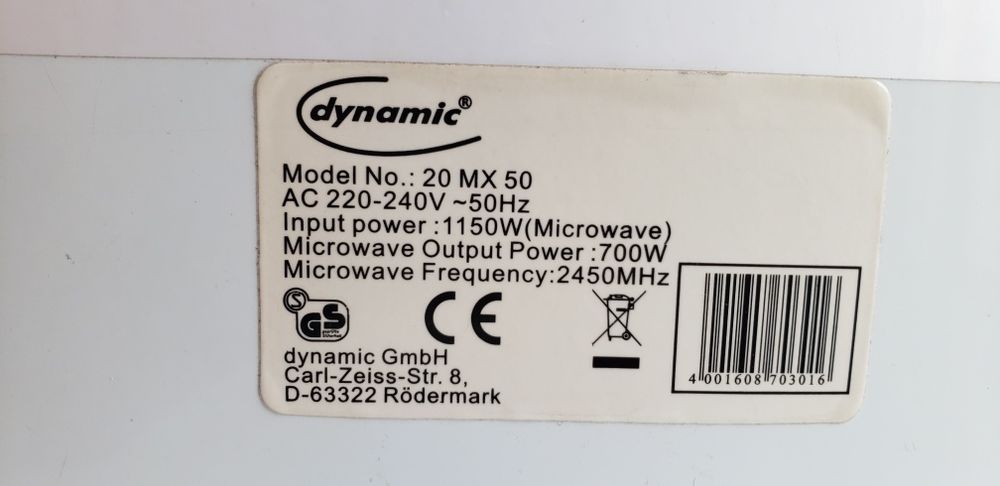 dynamic®
Model No.: 20 MX 50
AC 220-240V ~50Hz
Input power :1150W(Microwave)
Microwave Output Power :700W
Microwave Frequency:2450MHz
S GS
CE
dynamic GmbH
Carl-Zeiss-Str. 8,
D-63322 Rödermark
4 001608 703016